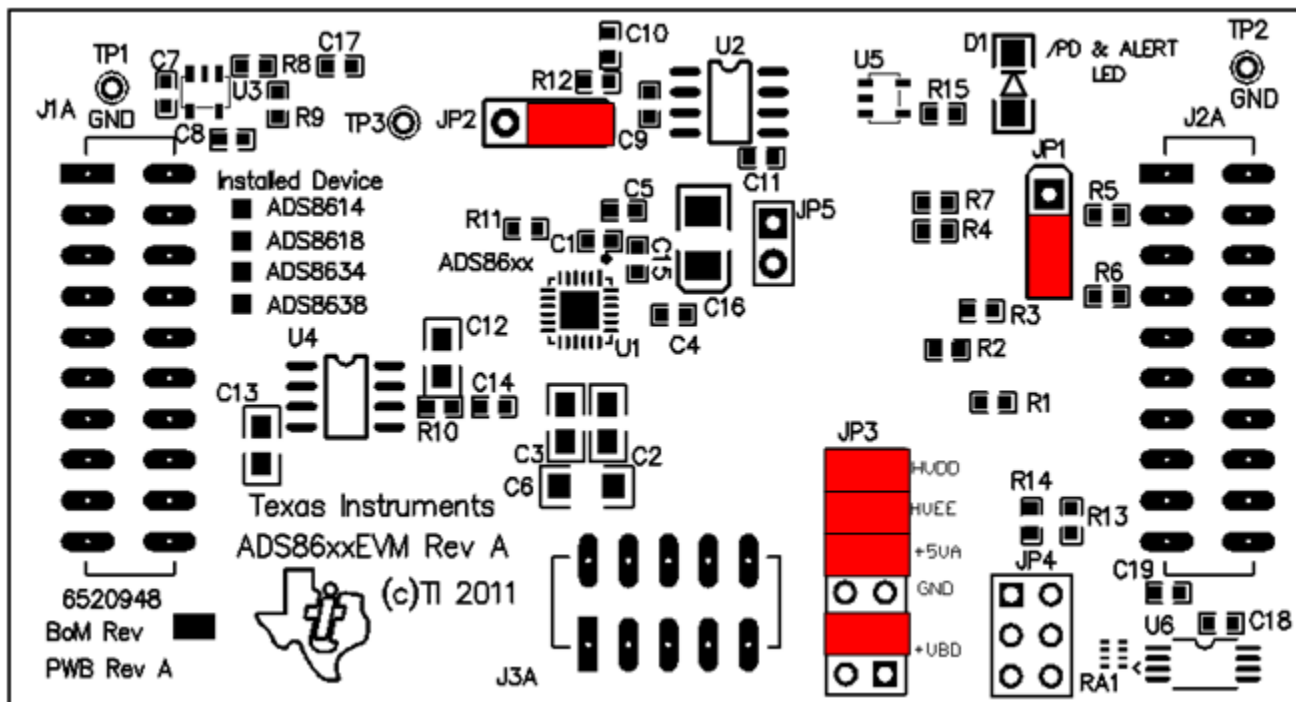 TP1
C7
R8
C17
C10
U2
D1
/PD & ALERT
LED
TP2
GND
J1A
GND
U3
R9
R12
TP3
JP2
C9
U5
R15
J2A
C8
C11
JP1
Installed Device
ADS8614
ADS8618
ADS8634
ADS8638
C5
JP5
R7
R5
R11
C1
R4
ADS86xx
C15
C16
R6
U4
C12
U1
C4
R3
R2
C13
C14
R10
R1
C3
C2
JP3
C6
HVDD
R14
Texas Instruments
HVEE
R13
ADS86xxEVM Rev A
+5VA
JP4
(c)TI 2011
GND
C19
6520948
BoM Rev
+VBD
U6
C18
PWB Rev A
J3A
RA1